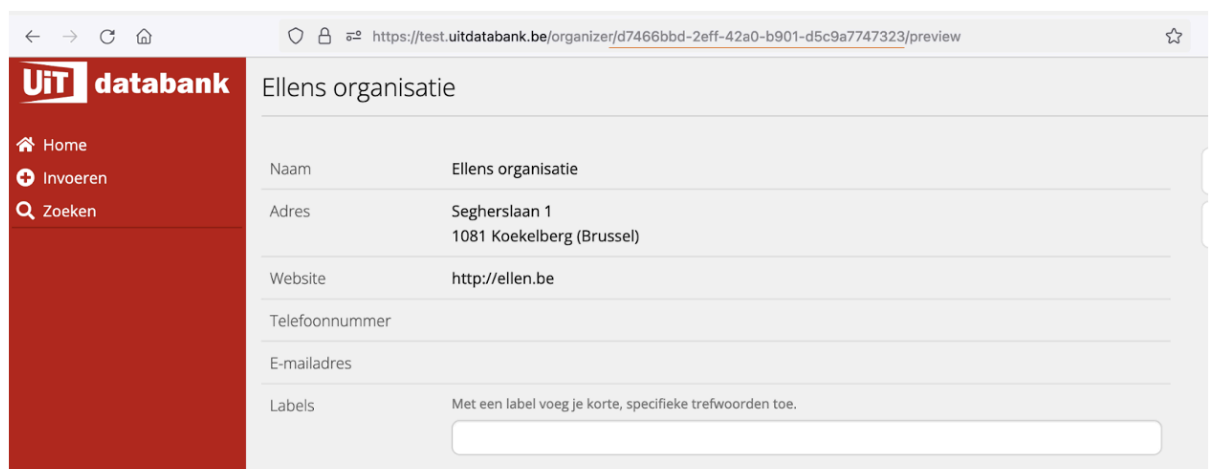 https://test.uitdatabank.be/organizer/d7466bbd-2eff-42a0-b901-d5c9a7747323/preview
UiT databank
Ellens organisatie
Home
Invoeren
Zoeken
Naam Ellens organisatie
Adres Segherslaan 1
1081 Koekelberg (Brussel)
Website http://ellen.be
Telefoonnummer
E-mailadres
Labels Met een label voeg je korte, specifieke trefwoorden toe.